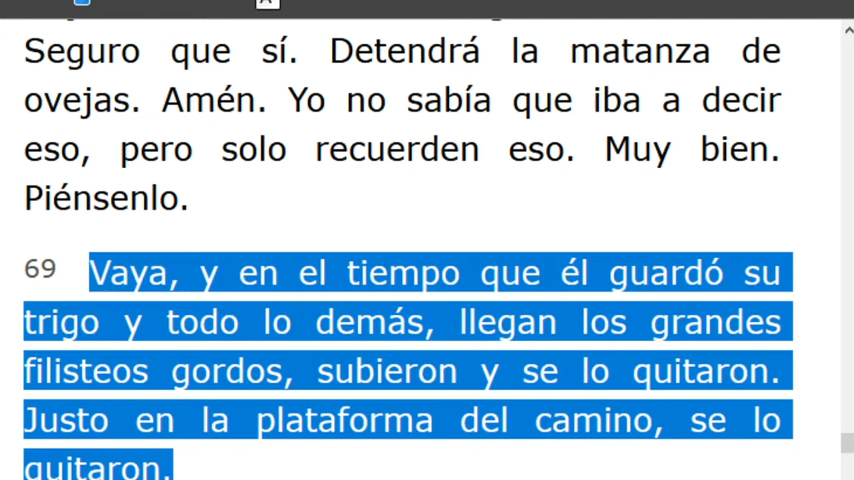 Seguro que sí. Detendrá la matanza de
ovejas. Amén. Yo no sabía que iba a decir
eso, pero solo recuerden eso. Muy bien.
Piénsenlo.
69 Vaya, y en el tiempo que él guardó su
trigo y todo lo demás, llegan los grandes
filisteos gordos, subieron y se lo quitaron.
Justo en la plataforma del camino, se lo
quitaron.